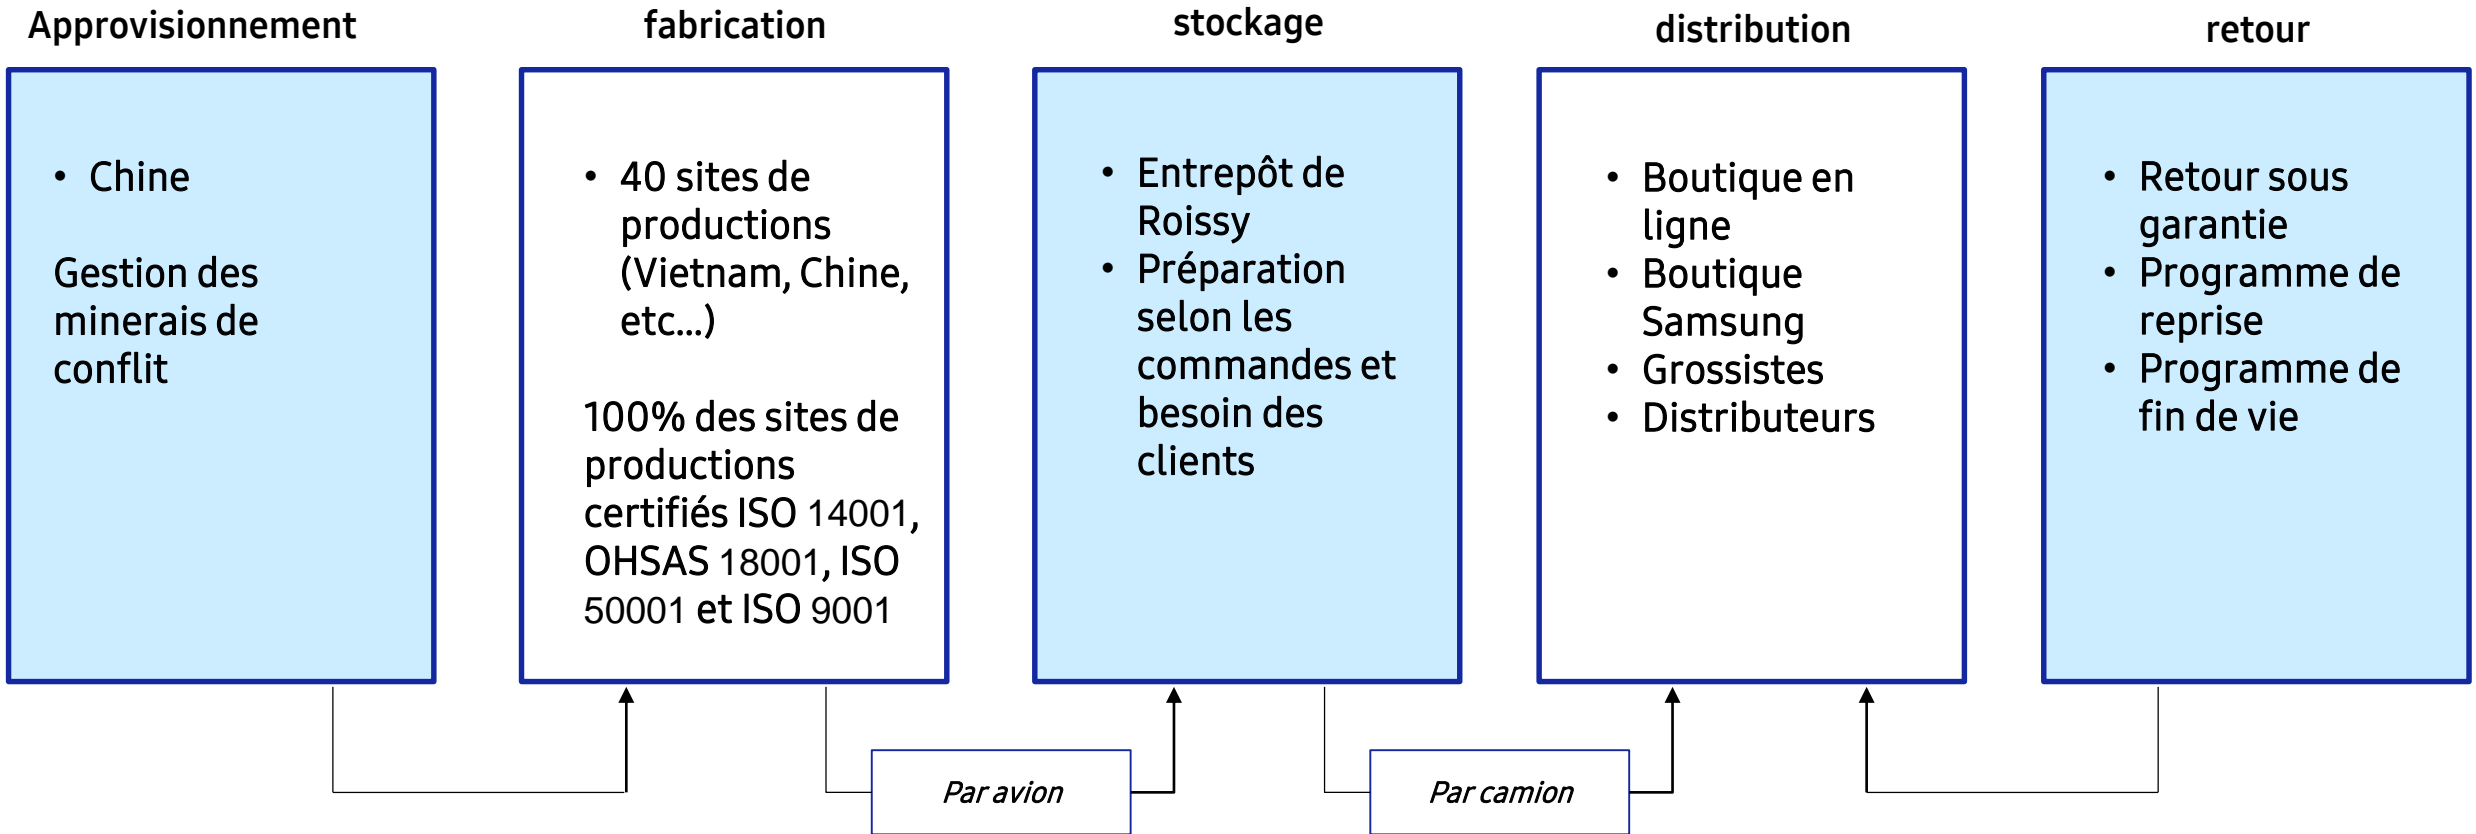 Approvisionnement
• Chine
Gestion des
minerais de
conflit
fabrication
• 40 sites de
productions
(Vietnam, Chine,
etc...)
100% des sites de
productions
certifiés ISO 14001,
OHSAS 18001, ISO
50001 et ISO 9001
stockage
• Entrepôt de
Roissy
• Préparation
selon les
commandes et
besoin des
clients
distribution
• Boutique en
ligne
• Boutique
Samsung
• Grossistes
• Distributeurs
retour
• Retour sous
garantie
• Programme de
reprise
• Programme de
fin de vie
Par avion
Par camion